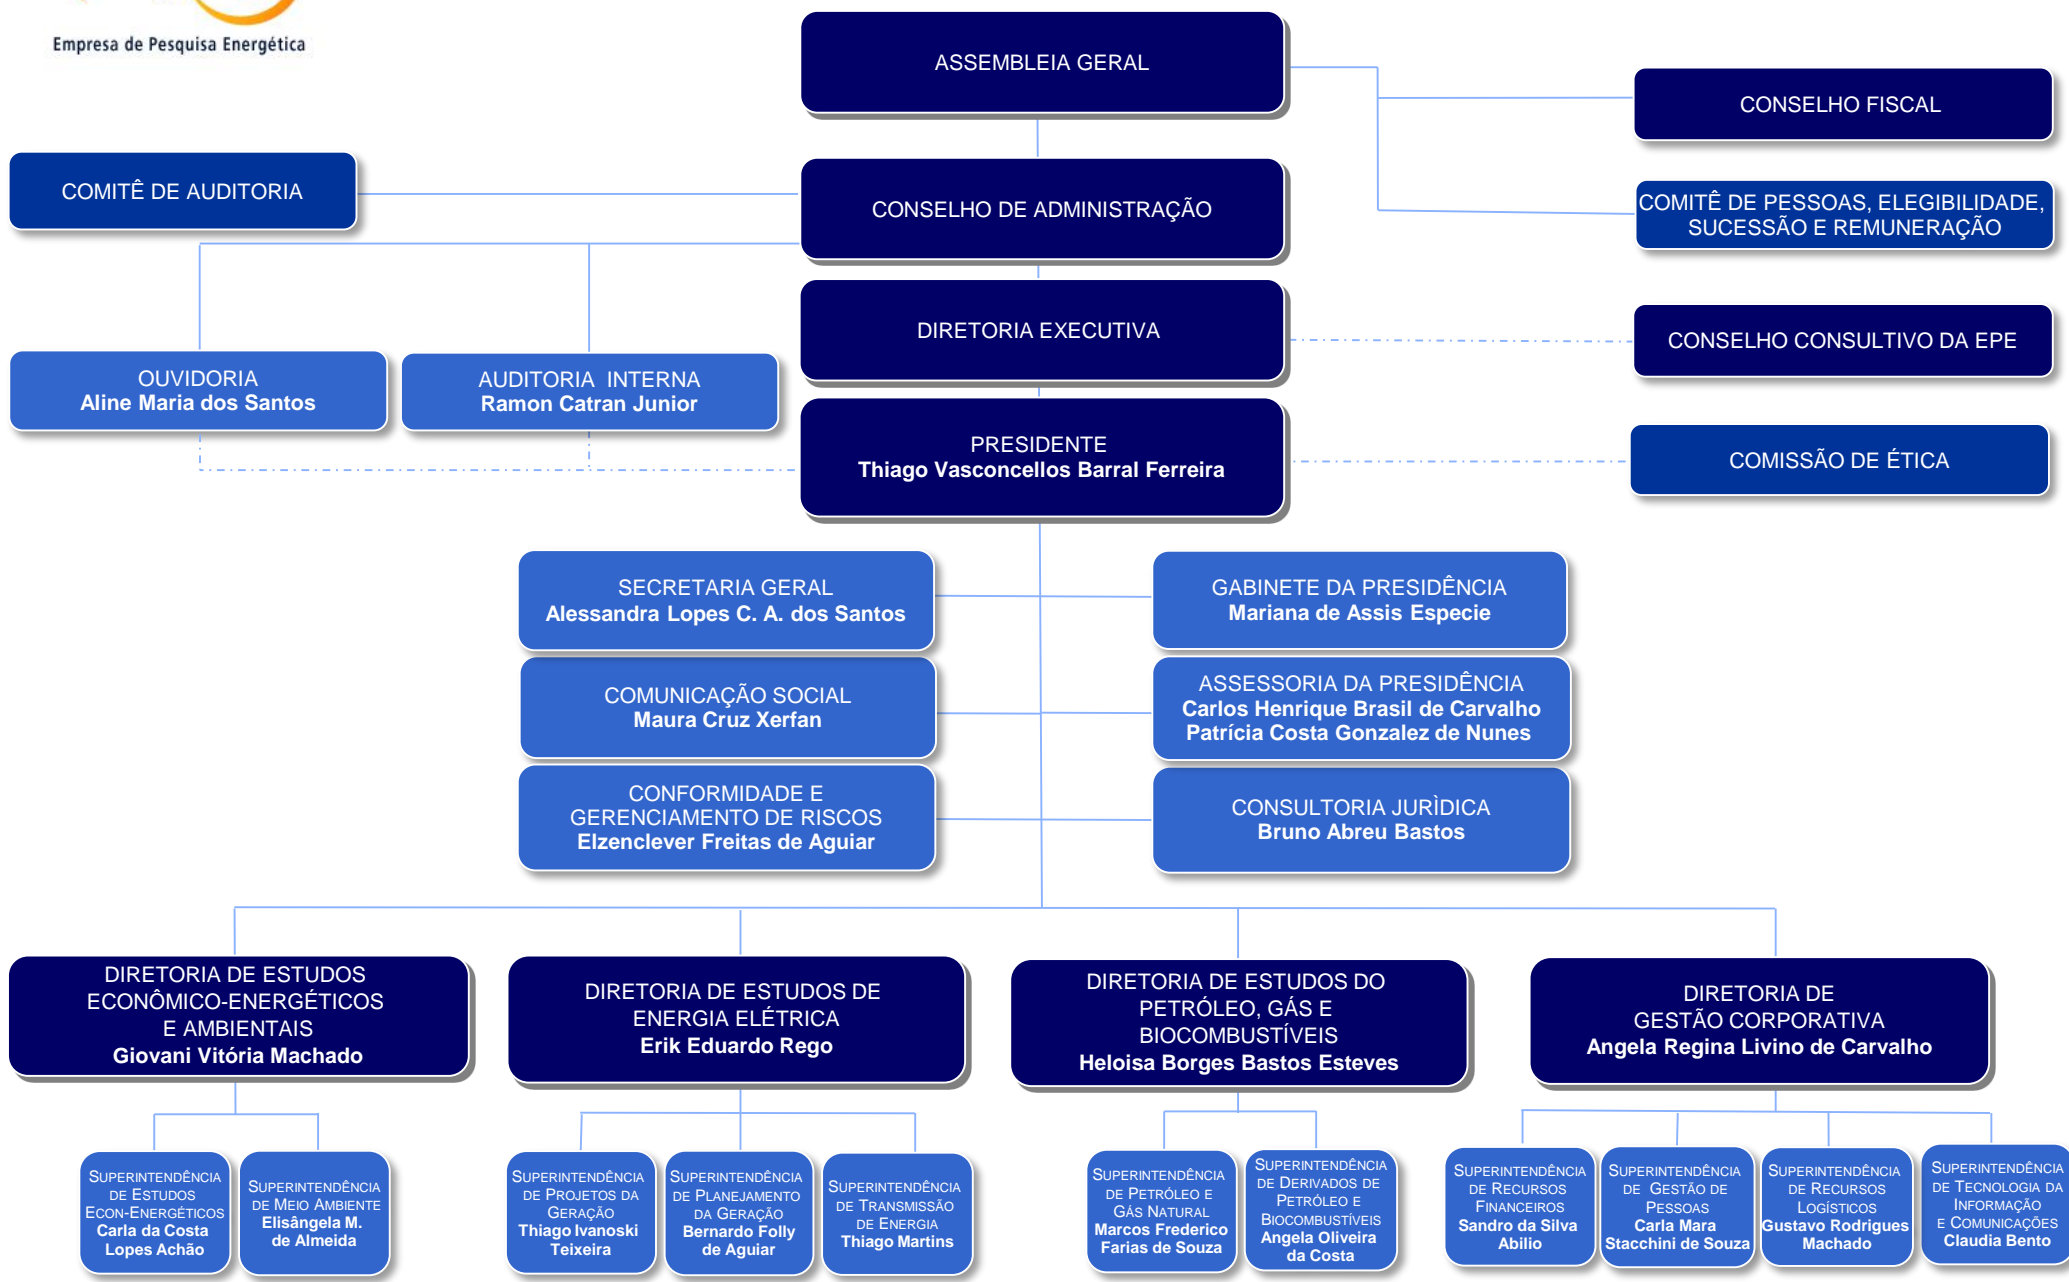 Empresa de Pesquisa Energética
ASSEMBLEIA GERAL
CONSELHO FISCAL
COMITÊ DE AUDITORIA
CONSELHO DE ADMINISTRAÇÃO
COMITÊ DE PESSOAS, ELEGIBILIDADE,
SUCESSÃO E REMUNERAÇÃO
DIRETORIA EXECUTIVA
CONSELHO CONSULTIVO DA EPE
OUVIDORIA
Aline Maria dos Santos
AUDITORIA INTERNA
Ramon Catran Junior
PRESIDENTE
Thiago Vasconcellos Barral Ferreira
COMISSÃO DE ÉTICA
SECRETARIA GERAL
Alessandra Lopes C. A. dos Santos
GABINETE DA PRESIDÊNCIA
Mariana de Assis Especie
COMUNICAÇÃO SOCIAL
Maura Cruz Xerfan
ASSESSORIA DA PRESIDÊNCIA
Carlos Henrique Brasil de Carvalho
Patrícia Costa Gonzalez de Nunes
CONFORMIDADE E
GERENCIAMENTO DE RISCOS
Elzenclever Freitas de Aguiar
CONSULTORIA JURÌDICA
Bruno Abreu Bastos
DIRETORIA DE ESTUDOS
ECONÔMICO-ENERGÉTICOS
E AMBIENTAIS
Giovani Vitória Machado
DIRETORIA DE ESTUDOS DE
ENERGIA ELÉTRICA
Erik Eduardo Rego
DIRETORIA DE ESTUDOS DO
PETRÓLEO, GÁS E
BIOCOMBUSTÍVEIS
Heloisa Borges Bastos Esteves
DIRETORIA DE
GESTÃO CORPORATIVA
Angela Regina Livino de Carvalho
SUPERINTENDÊNCIA
DE ESTUDOS
ECON-ENERGÉTICOS
Carla da Costa
Lopes Achão
SUPERINTENDÊNCIA
DE MEIO AMBIENTE
Elisângela M.
de Almeida
SUPERINTENDÊNCIA
DE PROJETOS DA
GERAÇÃO
Thiago Ivanoski
Teixeira
SUPERINTENDÊNCIA
DE PLANEJAMENTO
DA GERAÇÃO
Bernardo Folly
de Aguiar
SUPERINTENDÊNCIA
DE TRANSMISSÃO
DE ENERGIA
Thiago Martins
SUPERINTENDÊNCIA
DE PETRÓLEO E
GÁS NATURAL
Marcos Frederico
Farias de Souza
SUPERINTENDÊNCIA
DE DERIVADOS DE
PETRÓLEO E
BIOCOMBUSTÍVEIS
Angela Oliveira
da Costa
SUPERINTENDÊNCIA
DE RECURSOS
FINANCEIROS
Sandro da Silva
Abilio
SUPERINTENDÊNCIA
DE GESTÃO DE
PESSOAS
Carla Mara
Stacchini de Souza
SUPERINTENDÊNCIA
DE RECURSOS
LOGÍSTICOS
Gustavo Rodrigues
Machado
SUPERINTENDÊNCIA
DE TECNOLOGIA DA
INFORMAÇÃO
E COMUNICAÇÕES
Claudia Bento